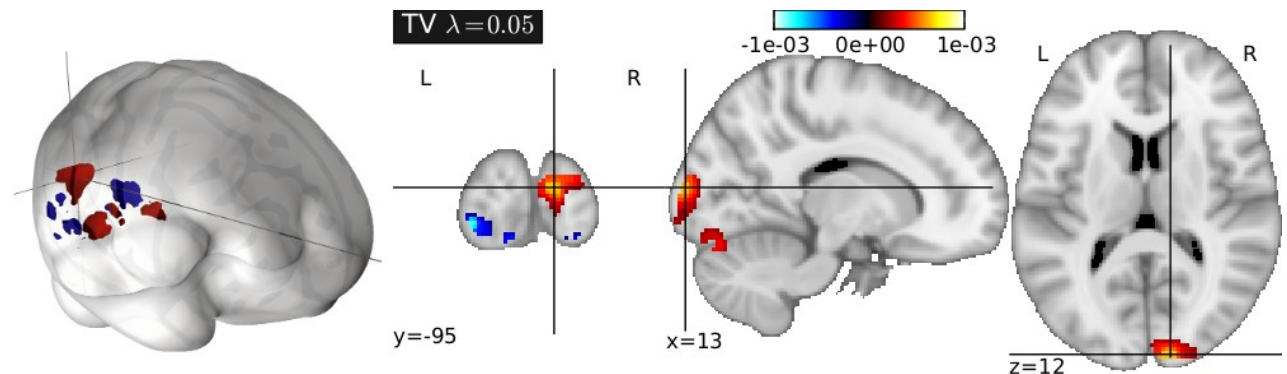 TV λ=0.05
-1e-03 0e+00 1e-03
L R
L R
y=-95
x=13
z=12